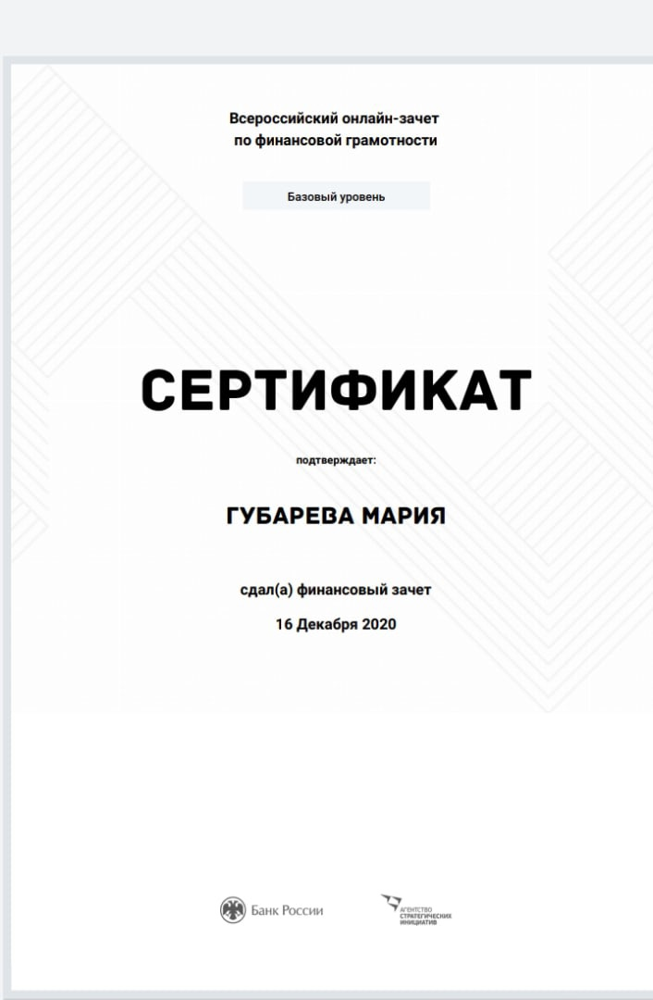 Всероссийский онлайн-зачет
по финансовой грамотности
Базовый уровень
СЕРТИФИКАТ
подтверждает:
ГУБАРЕВА МАРИЯ
сдал(а) финансовый зачет
16 Декабря 2020
Банк России
АГЕНТСТВО
СТРАТЕГИЧЕСКИХ
ИНИЦИАТИВ